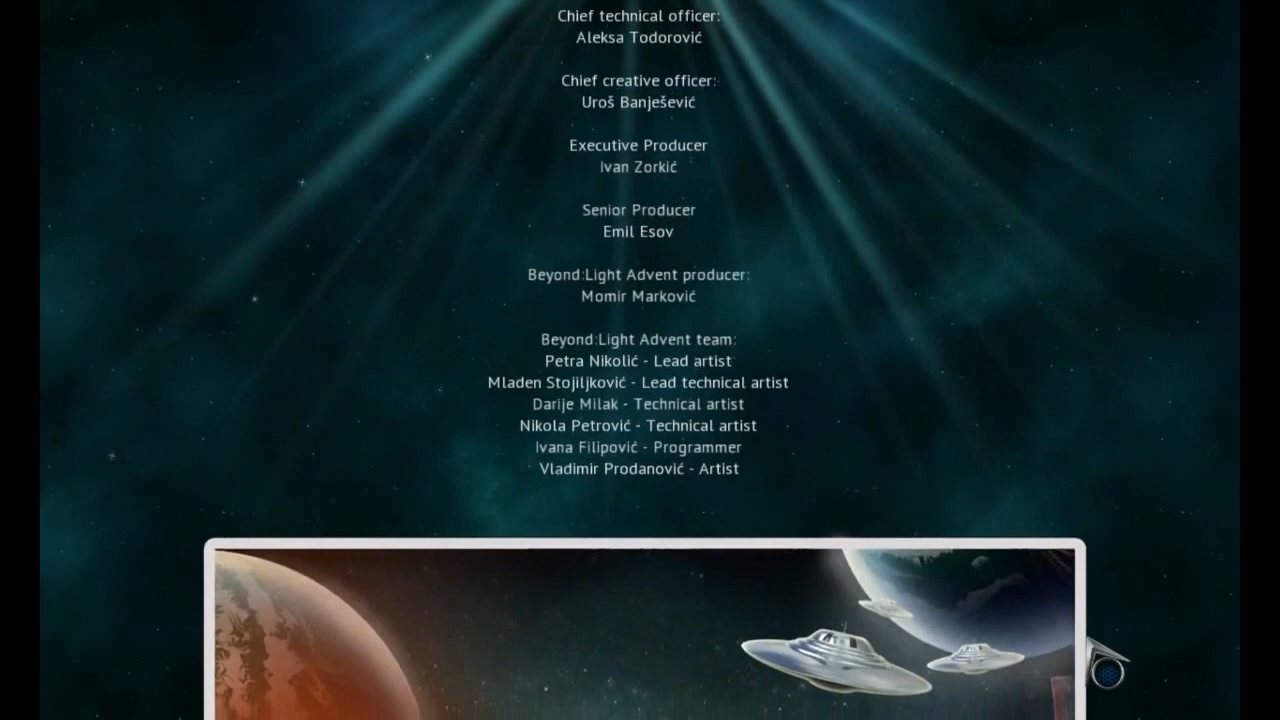 Chief technical officer:
Aleksa Todorović
Chief creative officer:
Uroš Banješević
Executive Producer
Ivan Zorkić
Senior Producer
Emil Esov
Beyond:Light Advent producer:
Momir Marković
Beyond:Light Advent team:
Petra Nikolić - Lead artist
Mladen Stojiljković - Lead technical artist
Darije Milak - Technical artist
Nikola Petrović - Technical artist
Ivana Filipović - Programmer
Vladimir Prodanović - Artist